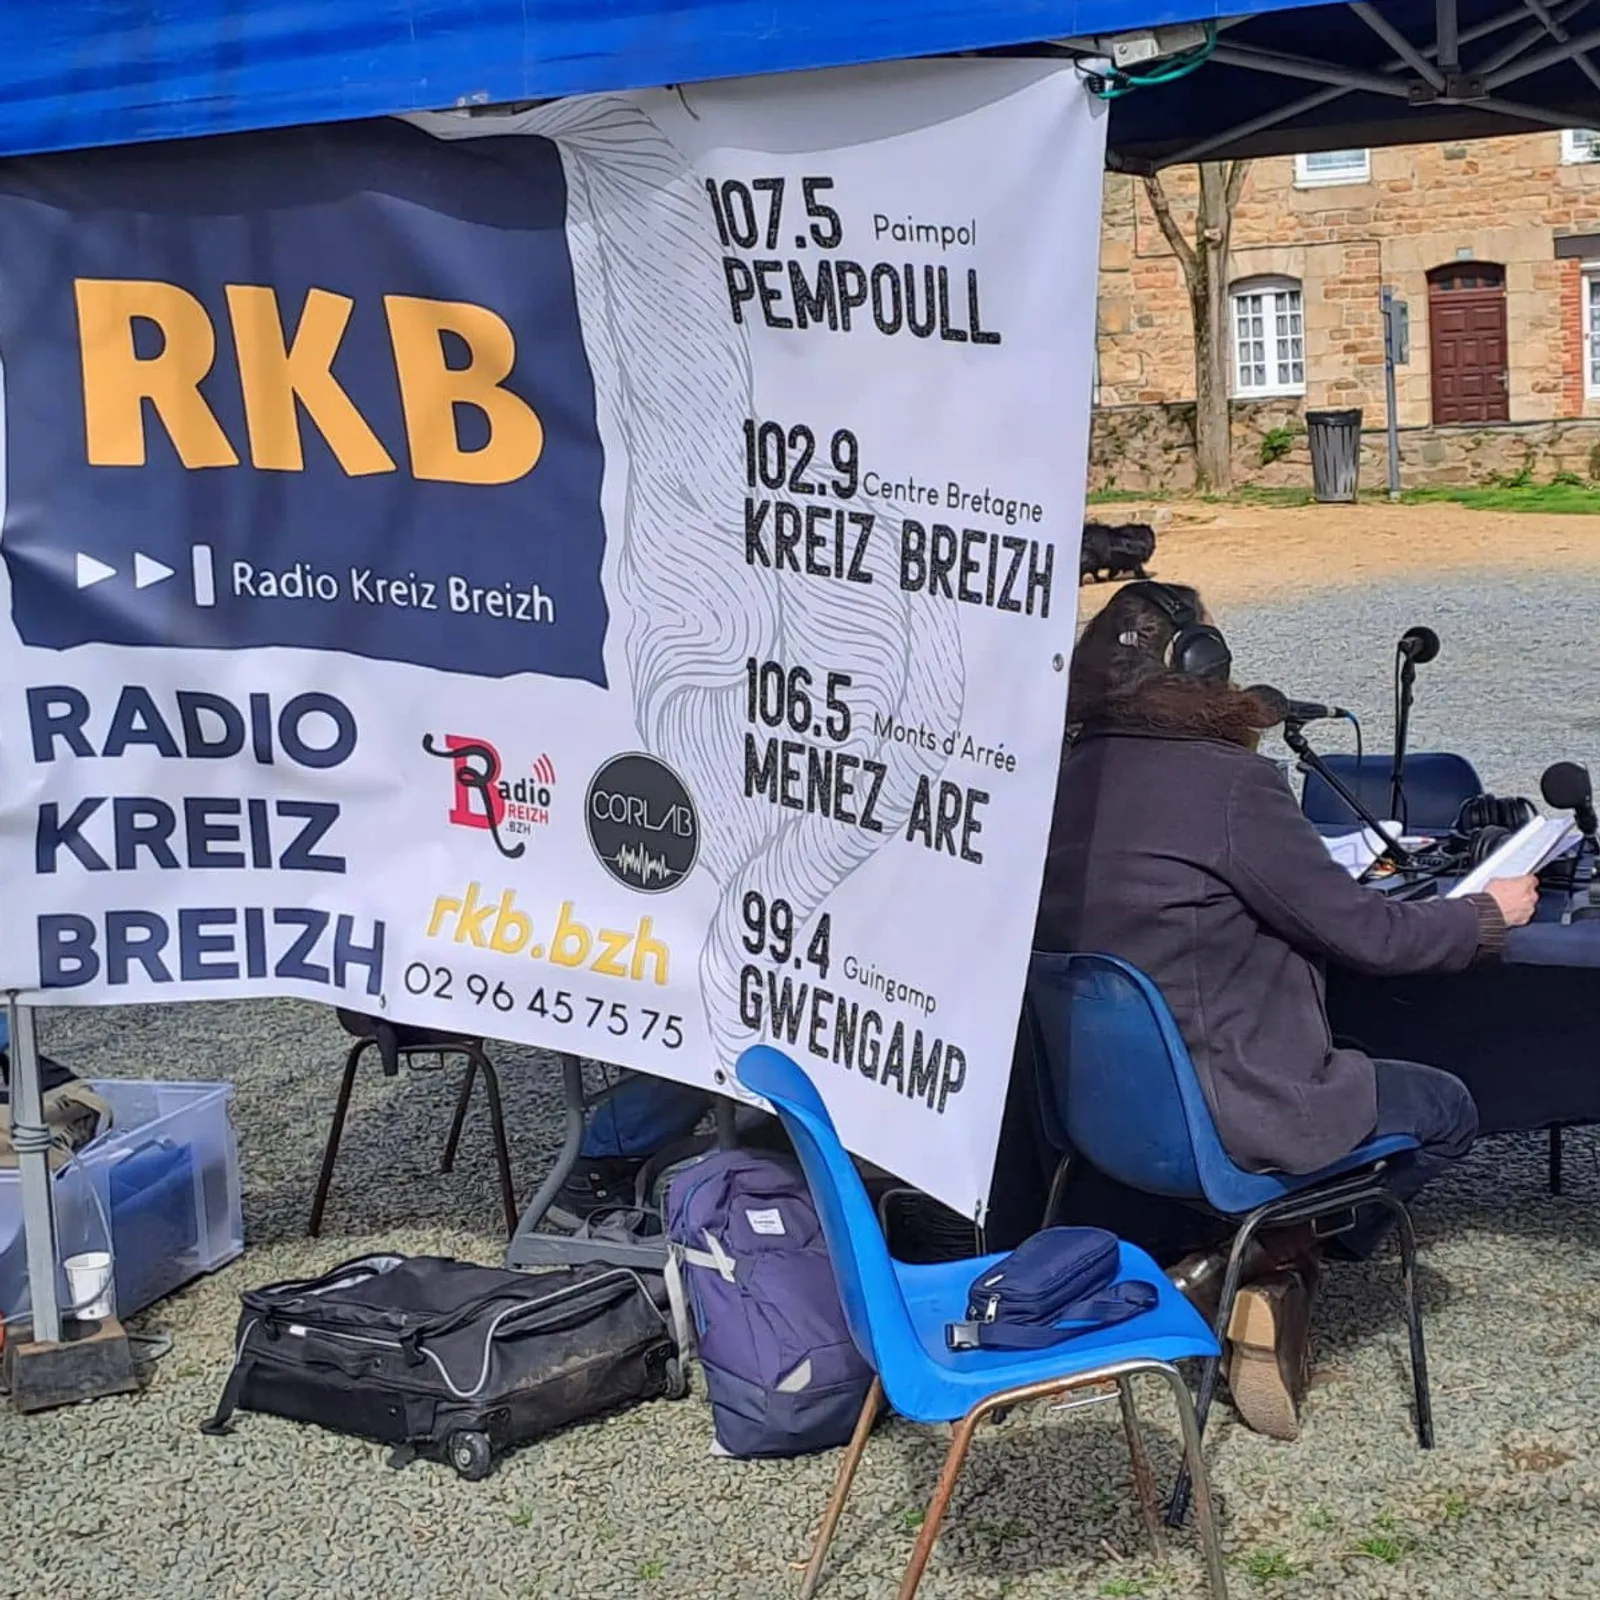 RKB
Radio Kreiz Breizh
RADIO
KREIZ
BREIZH
Radio
BREIZH
.BZH
CORLAB
rkb.bzh
02 96 45 75 75
107.5 Paimpol
PEMPOULL
102.9 Centre Bretagne
KREIZ BREIZH
106.5 Monts d'Arrée
MENEZ ARE
99.4 Guingamp
GWENGAMP